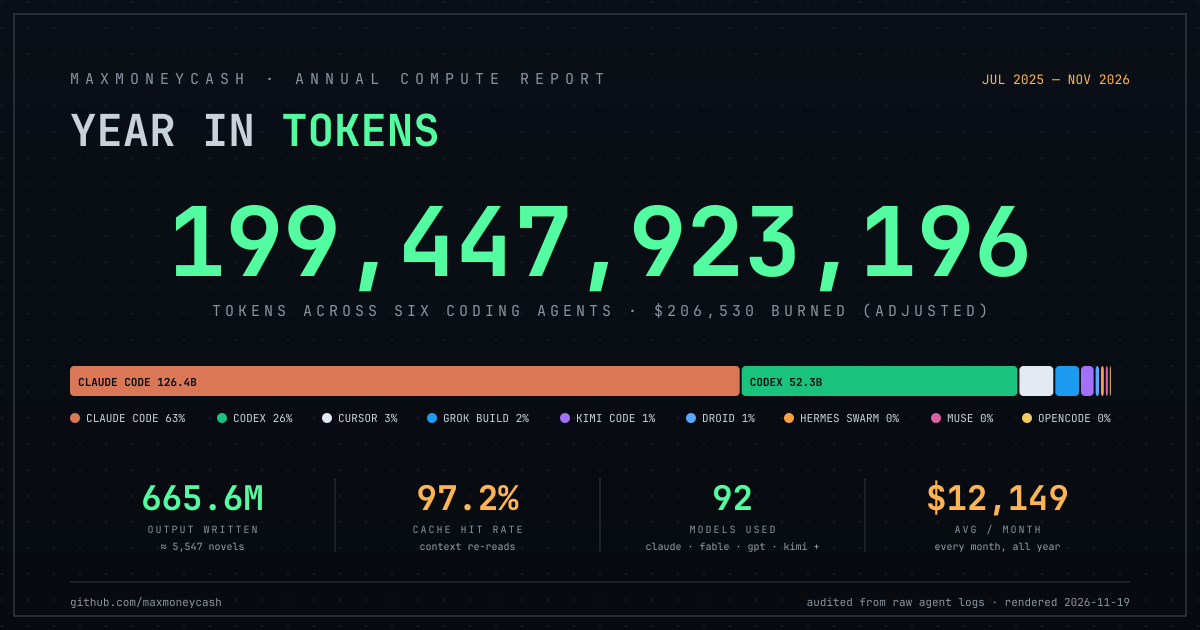 MAXMONEYCASH · ANNUAL COMPUTE REPORT
JUL 2025 — NOV 2026
YEAR IN TOKENS
199,447,923,196
TOKENS ACROSS SIX CODING AGENTS · $206,530 BURNED (ADJUSTED)
CLAUDE CODE 126.4B CODEX 52.3B
CLAUDE CODE 63% CODEX 26% CURSOR 3% GROK BUILD 2% KIMI CODE 1% DROID 1% HERMES SWARM 0% MUSE 0% OPENCODE 0%
665.6M 97.2% 92 $12,149
OUTPUT WRITTEN CACHE HIT RATE MODELS USED AVG / MONTH
≈ 5,547 novels context re-reads claude · fable · gpt · kimi + every month, all year
github.com/maxmoneycash audited from raw agent logs · rendered 2026-11-19